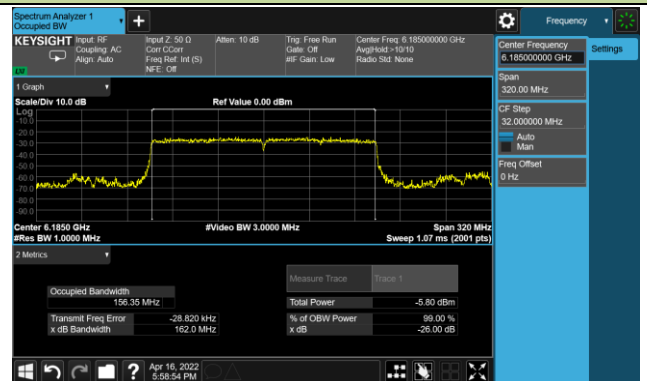 Spectrum Analyzer 1
Occupied BW
Frequency
KEYSIGHT
Input: RF
Coupling: AC
Align: Auto
Input Z: 50 Ω
Corr CCorr
Freq Ref: Int (S)
NFE: Off
Atten: 10 dB
Trig: Free Run
Gate: Off
#IF Gain: Low
Center Freq: 6.185000000 GHz
Avg|Hold:>10/10
Radio Std: None
Center Frequency
6.185000000 GHz
Settings
Span
320.00 MHz
CF Step
32.000000 MHz
Auto
Man
Freq Offset
0 Hz
1 Graph
Scale/Div 10.0 dB
Ref Value 0.00 dBm
Log
-10.0
-20.0
-30.0
-40.0
-50.0
-60.0
-70.0
-80.0
-90.0
Center 6.1850 GHz
#Video BW 3.0000 MHz
Span 320 MHz
#Res BW 1.0000 MHz
Sweep 1.07 ms (2001 pts)
2 Metrics
Measure Trace
Trace 1
Occupied Bandwidth
156.35 MHz
Total Power
-5.80 dBm
Transmit Freq Error
-28.820 kHz
% of OBW Power
99.00 %
x dB Bandwidth
162.0 MHz
x dB
-26.00 dB
Apr 16, 2022
5:58:54 PM